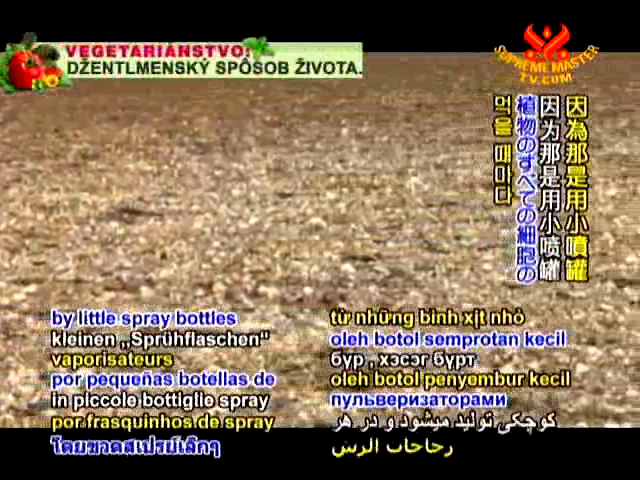 VEGETARIÁNSTVO:
DŽENTLMENSKÝ SPÔSOB ŽIVOTA.
SUPREME MASTER
TV.COM
因為那是用小噴罐
因为那是用小喷罐
植物のすべての細胞の
먹을 때마다
by little spray bottles
kleinen „Sprühflaschen“
vaporisateurs
por pequeñas botellas de
in piccole bottiglie spray
por frasquinhos de spray
โดยขวดสเปรย์เล็กๆ
từ những bình xịt nhỏ
oleh botol semprotan kecil
бүр , хэсэг бүрт
oleh botol penyembur kecil
пульверизаторами
کوچکی تولید میشود و در هر
زجاجات الرش